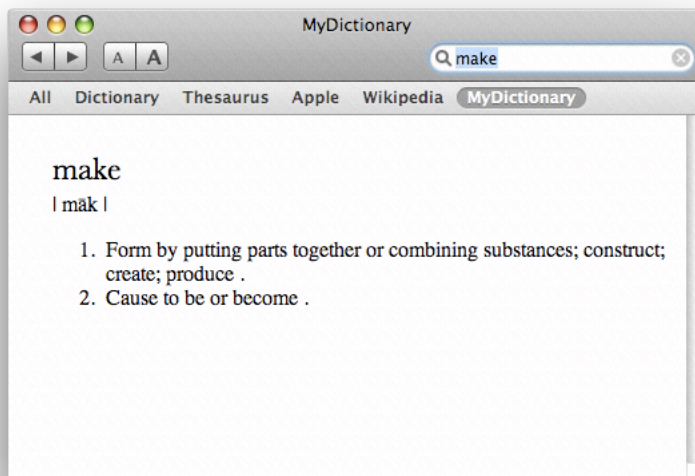 MyDictionary
A A make
All Dictionary Thesaurus Apple Wikipedia MyDictionary
make
| māk |
1. Form by putting parts together or combining substances; construct;
create; produce .
2. Cause to be or become .